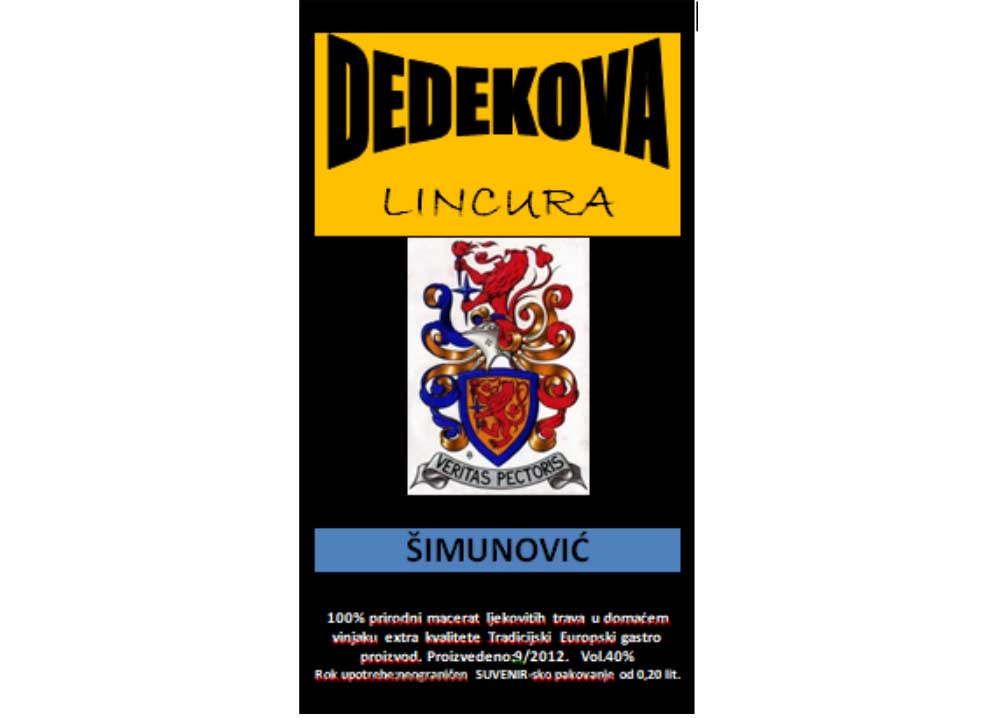 DEDEKOVA
LINCURA
VERITAS PECTORIS
ŠIMUNOVIĆ
100% prirodni macerat ljekovitih trava u domaćem
vinjaku extra kvalitete Tradicijski Europski gastro
proizvod. Proizvedeno:9/2012. Vol.40%
Rok upotrebe:neograničen SUVENIR-sko pakovanje od 0,20 lit.